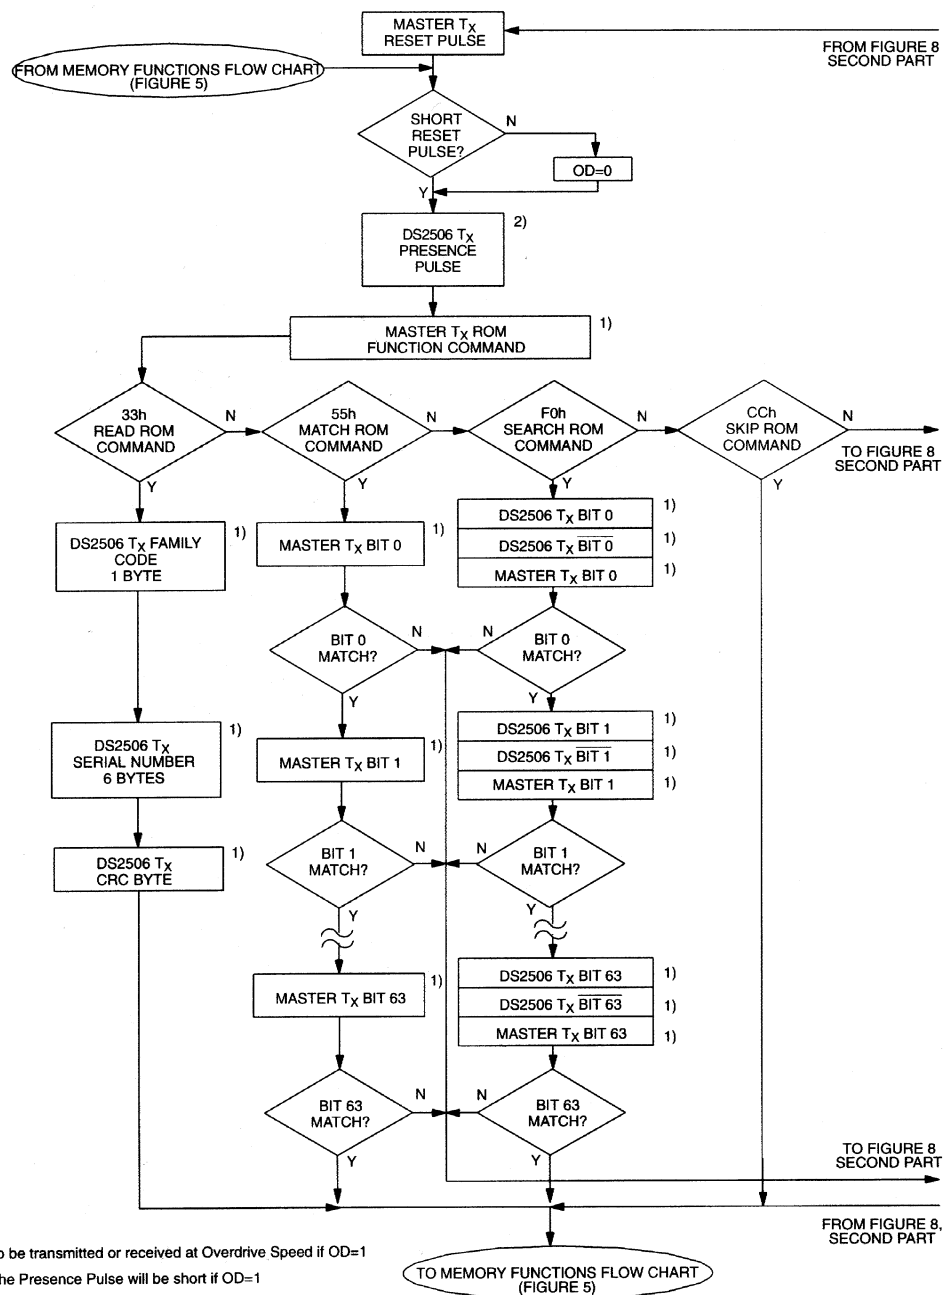 MASTER TX
RESET PULSE
FROM FIGURE 8
SECOND PART
FROM MEMORY FUNCTIONS FLOW CHART
(FIGURE 5)
SHORT
RESET
PULSE?
N
OD=0
Y
DS2506 TX
PRESENCE
PULSE
2)
MASTER TX ROM
FUNCTION COMMAND
1)
33h
READ ROM
COMMAND
N
Y
55h
MATCH ROM
COMMAND
N
Y
F0h
SEARCH ROM
COMMAND
N
Y
CCh
SKIP ROM
COMMAND
N
Y
TO FIGURE 8
SECOND PART
DS2506 TX FAMILY
CODE
1 BYTE
1)
DS2506 TX
SERIAL NUMBER
6 BYTES
1)
DS2506 TX
CRC BYTE
1)
MASTER TX BIT 0
1)
BIT 0
MATCH?
N
Y
MASTER TX BIT 1
1)
BIT 1
MATCH?
N
Y
MASTER TX BIT 63
1)
BIT 63
MATCH?
N
Y
DS2506 TX BIT 0
1)
DS2506 TX BIT 0
1)
MASTER TX BIT 0
1)
BIT 0
MATCH?
N
Y
DS2506 TX BIT 1
1)
DS2506 TX BIT 1
1)
MASTER TX BIT 1
1)
BIT 1
MATCH?
N
Y
DS2506 TX BIT 63
1)
DS2506 TX BIT 63
1)
MASTER TX BIT 63
1)
BIT 63
MATCH?
N
Y
TO FIGURE 8
SECOND PART
FROM FIGURE 8,
SECOND PART
o be transmitted or received at Overdrive Speed if OD=1
he Presence Pulse will be short if OD=1
TO MEMORY FUNCTIONS FLOW CHART
(FIGURE 5)